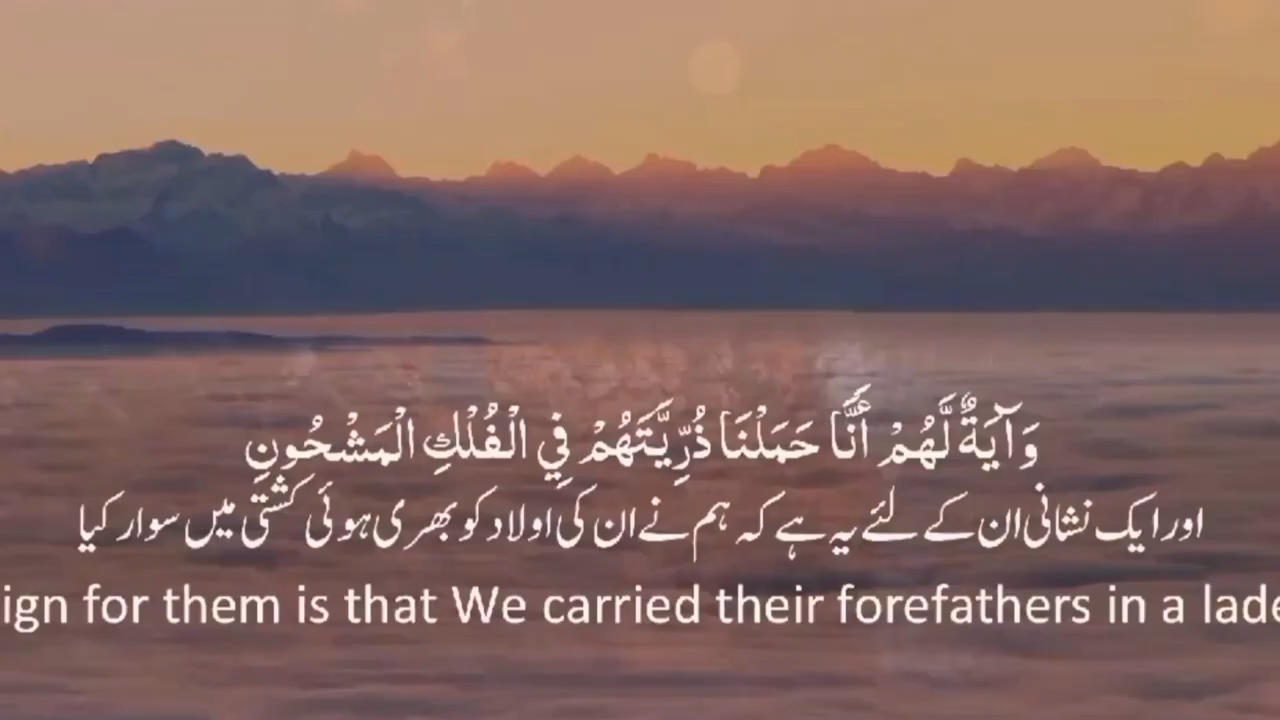 وَآيَةٌ لَّهُمْ أَنَّا حَمَلْنَا ذُرِّيَّتَهُمْ فِي الْفُلْكِ الْمَشْحُونِ
اور ایک نشانی ان کے لئے یہ ہے کہ ہم نے ان کی اولاد کو بھری ہوئی کشتی میں سوار کیا
ign for them is that We carried their forefathers in a lade